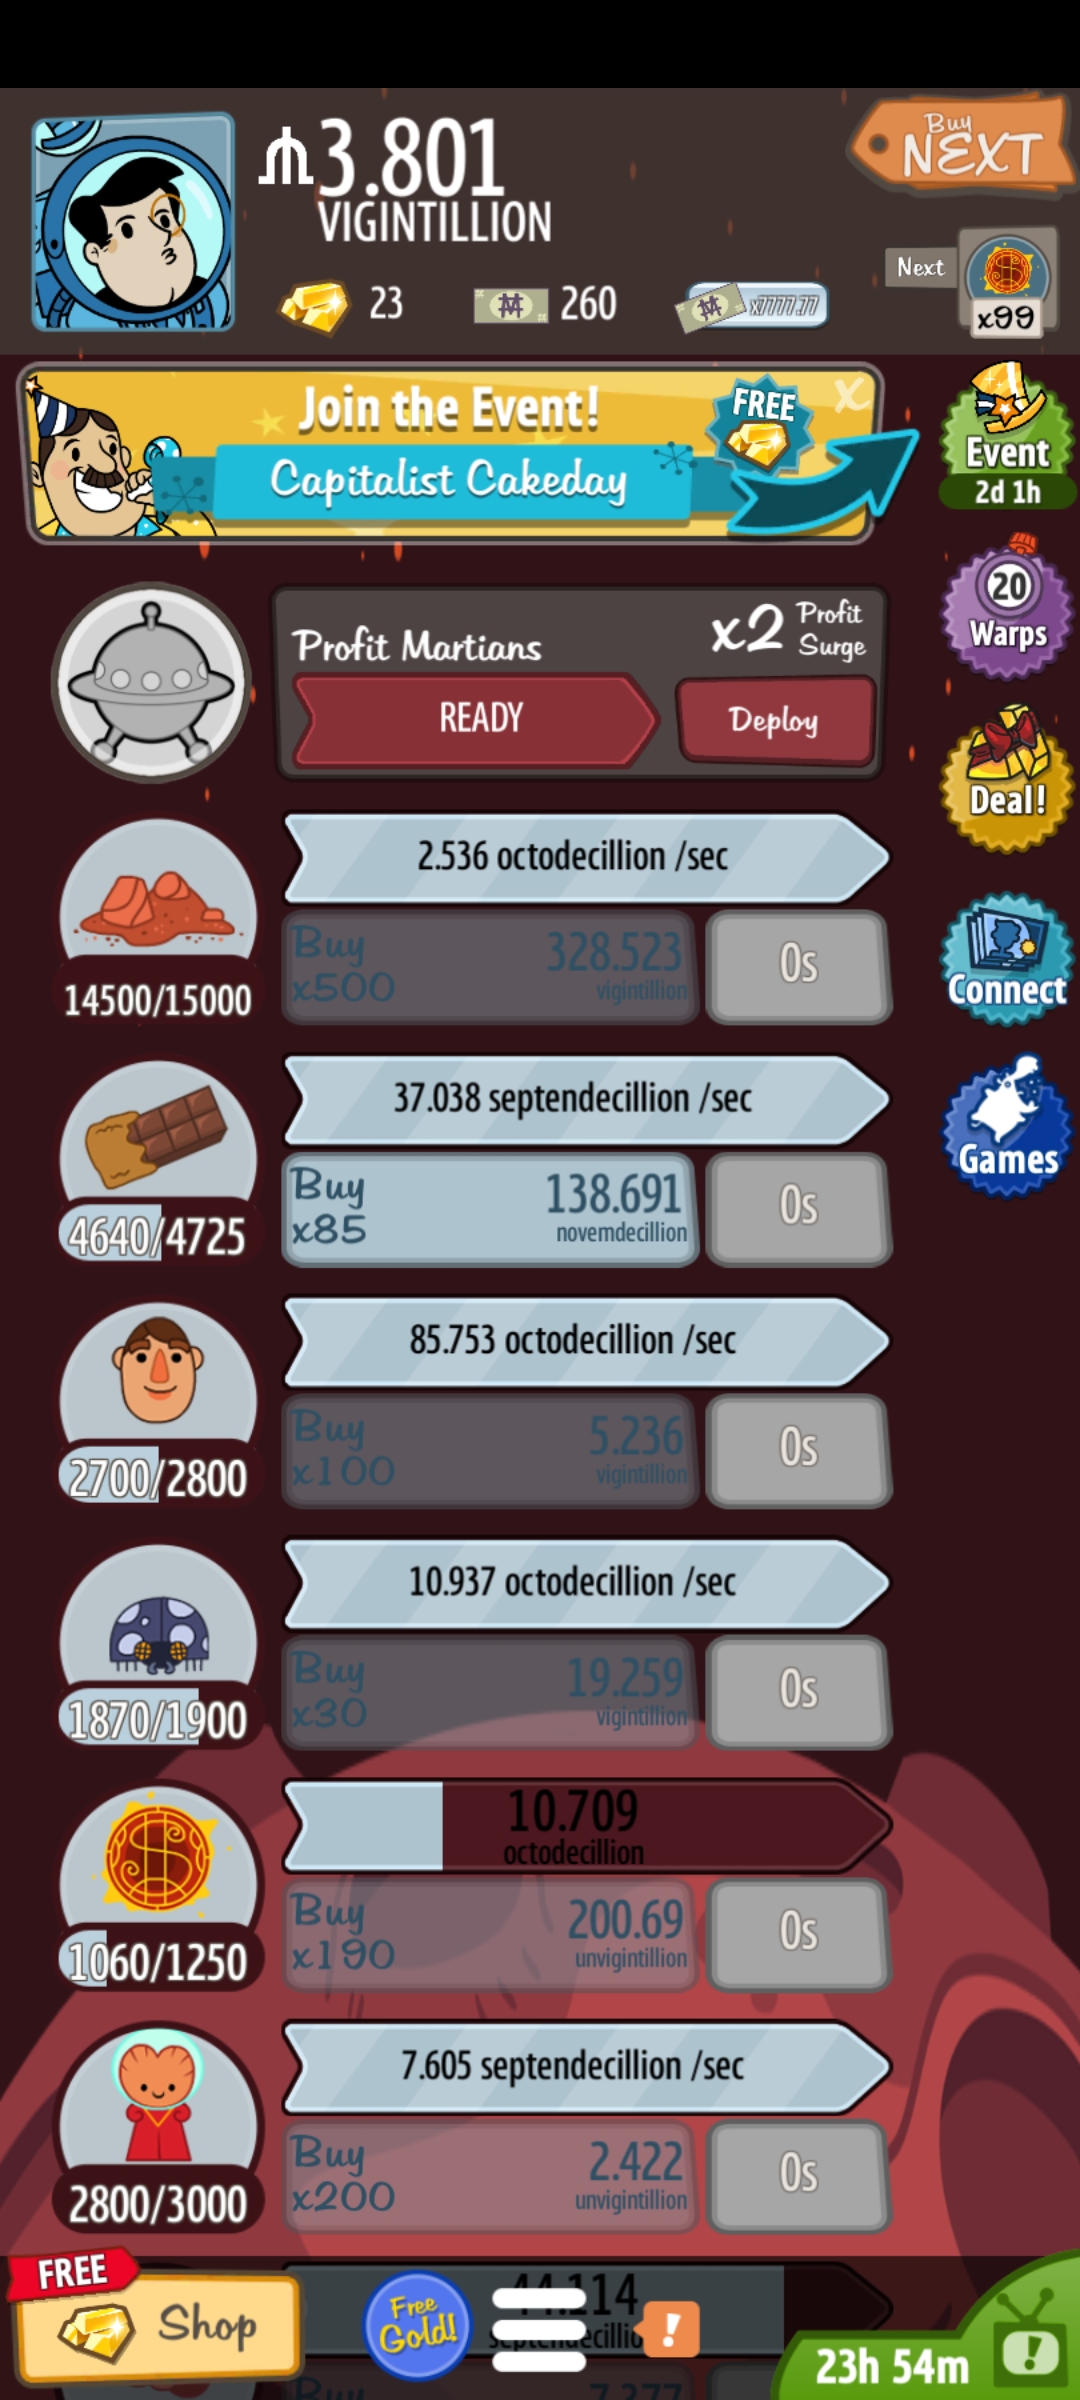 3.801
VIGINTILLION
Buy
NEXT
23
260
x7777.77
Next
x99
Join the Event!
Capitalist Cakeday
FREE
X
Event
2d 1h
20
Warps
Deal!
Connect
Games
Profit Martians
x2 Profit Surge
READY
Deploy
2.536 octodecillion /sec
Buy x500
328.523
vigintillion
0s
14500/15000
37.038 septendecillion /sec
Buy x85
138.691
novemdecillion
0s
4640/4725
85.753 octodecillion /sec
Buy x100
5.236
vigintillion
0s
2700/2800
10.937 octodecillion /sec
Buy x30
19.259
vigintillion
0s
1870/1900
10.709
octodecillion
Buy x190
200.69
unvigintillion
0s
1060/1250
7.605 septendecillion /sec
Buy x200
2.422
unvigintillion
0s
2800/3000
FREE
Shop
Free Gold!
!
23h 54m
!
Buy
7.377